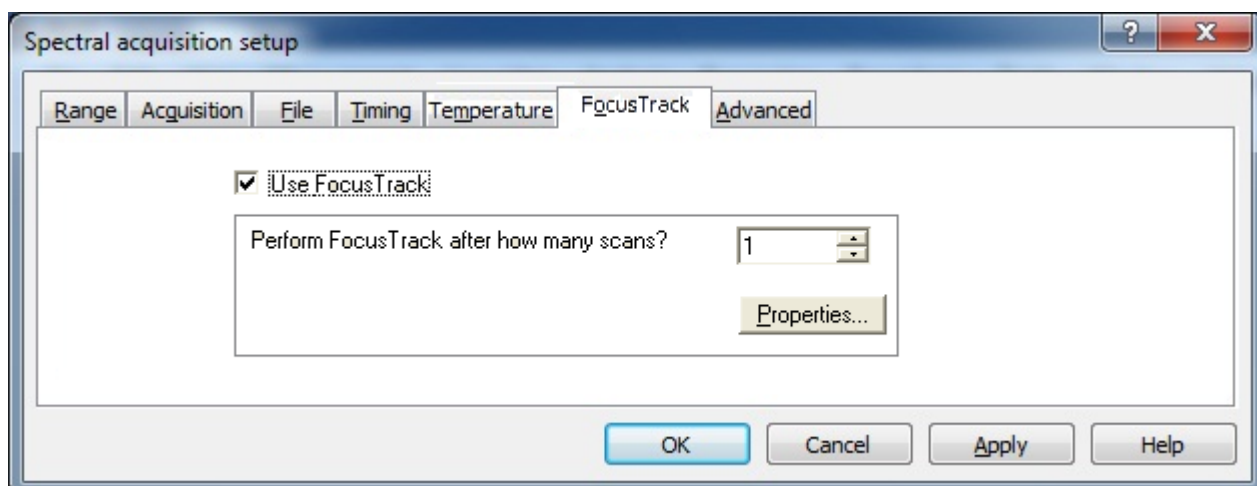 Spectral acquisition setup
?
X
Range Acquisition File Timing Temperature FocusTrack Advanced
Use FocusTrack
Perform FocusTrack after how many scans? 1
Properties...
OK Cancel Apply Help